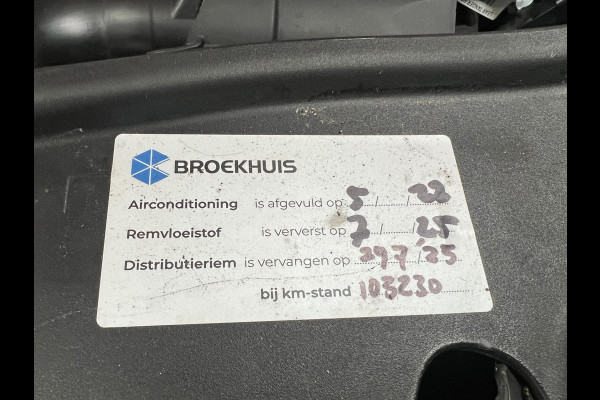 BROEKHUIS
Airconditioning is afgevuld op 5 / / 22
Remvloeistof is ververst op 7 / / 25
Distributieriem is vervangen op 29 7 / 25
bij km-stand 103230